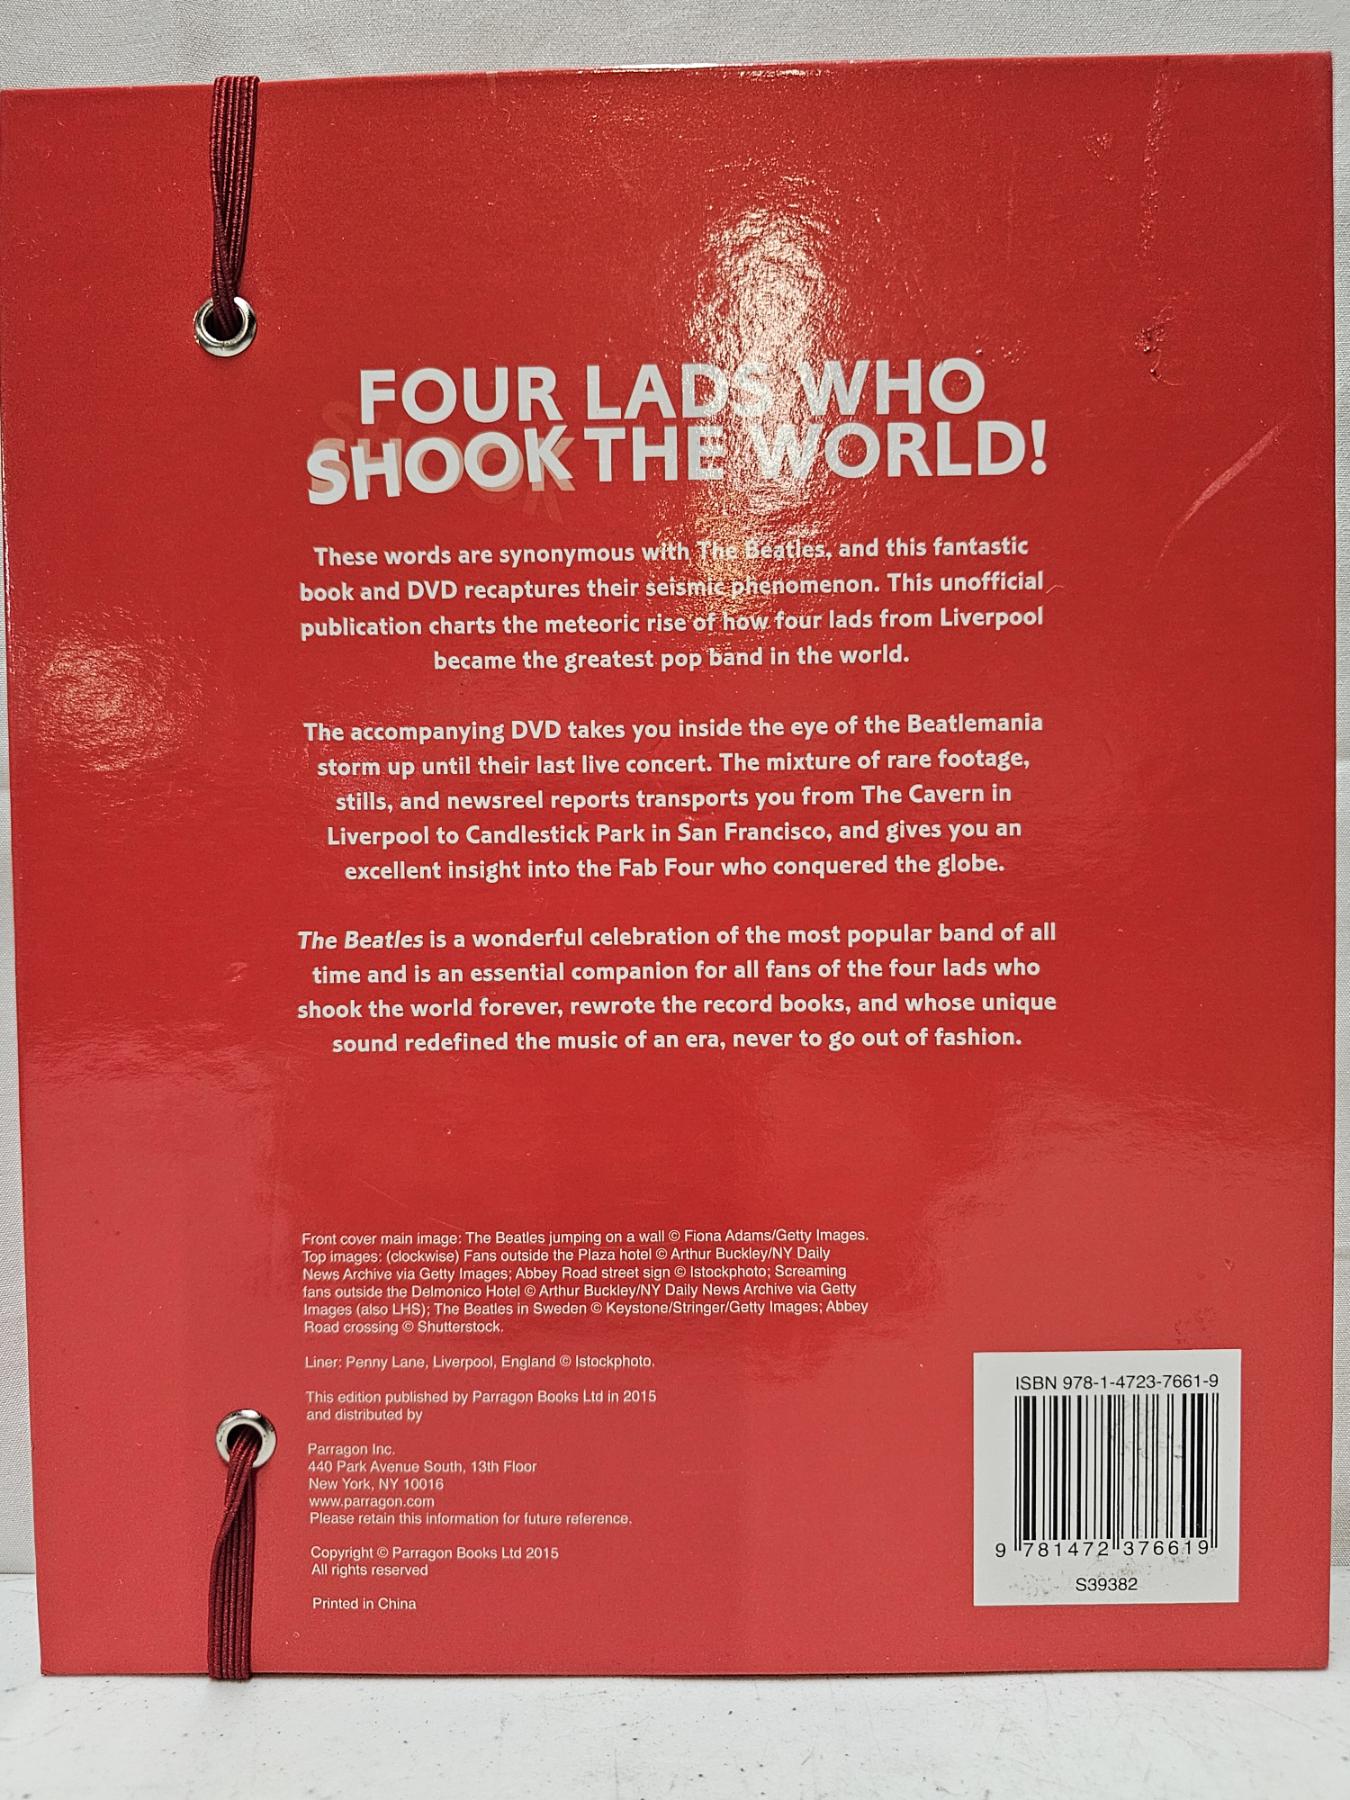 FOUR LADS WHO
SHOOK THE WORLD!
These words are synonymous with The Beatles, and this fantastic
book and DVD recaptures their seismic phenomenon. This unofficial
publication charts the meteoric rise of how four lads from Liverpool
became the greatest pop band in the world.
The accompanying DVD takes you inside the eye of the Beatlemania
storm up until their last live concert. The mixture of rare footage,
stills, and newsreel reports transports you from The Cavern in
Liverpool to Candlestick Park in San Francisco, and gives you an
excellent insight into the Fab Four who conquered the globe.
The Beatles is a wonderful celebration of the most popular band of all
time and is an essential companion for all fans of the four lads who
shook the world forever, rewrote the record books, and whose unique
sound redefined the music of an era, never to go out of fashion.
Front cover main image: The Beatles jumping on a wall © Fiona Adams/Getty Images.
Top images: (clockwise) Fans outside the Plaza hotel © Arthur Buckley/NY Daily
News Archive via Getty Images; Abbey Road street sign © Istockphoto; Screaming
fans outside the Delmonico Hotel © Arthur Buckley/NY Daily News Archive via Getty
Images (also LHS); The Beatles in Sweden © Keystone/Stringer/Getty Images; Abbey
Road crossing © Shutterstock.
Liner: Penny Lane, Liverpool, England © Istockphoto.
This edition published by Parragon Books Ltd in 2015
and distributed by
Parragon Inc.
440 Park Avenue South, 13th Floor
New York, NY 10016
www.parragon.com
Please retain this information for future reference.
Copyright © Parragon Books Ltd 2015
All rights reserved
Printed in China
ISBN 978-1-4723-7661-9
9 781472 376619
S39382